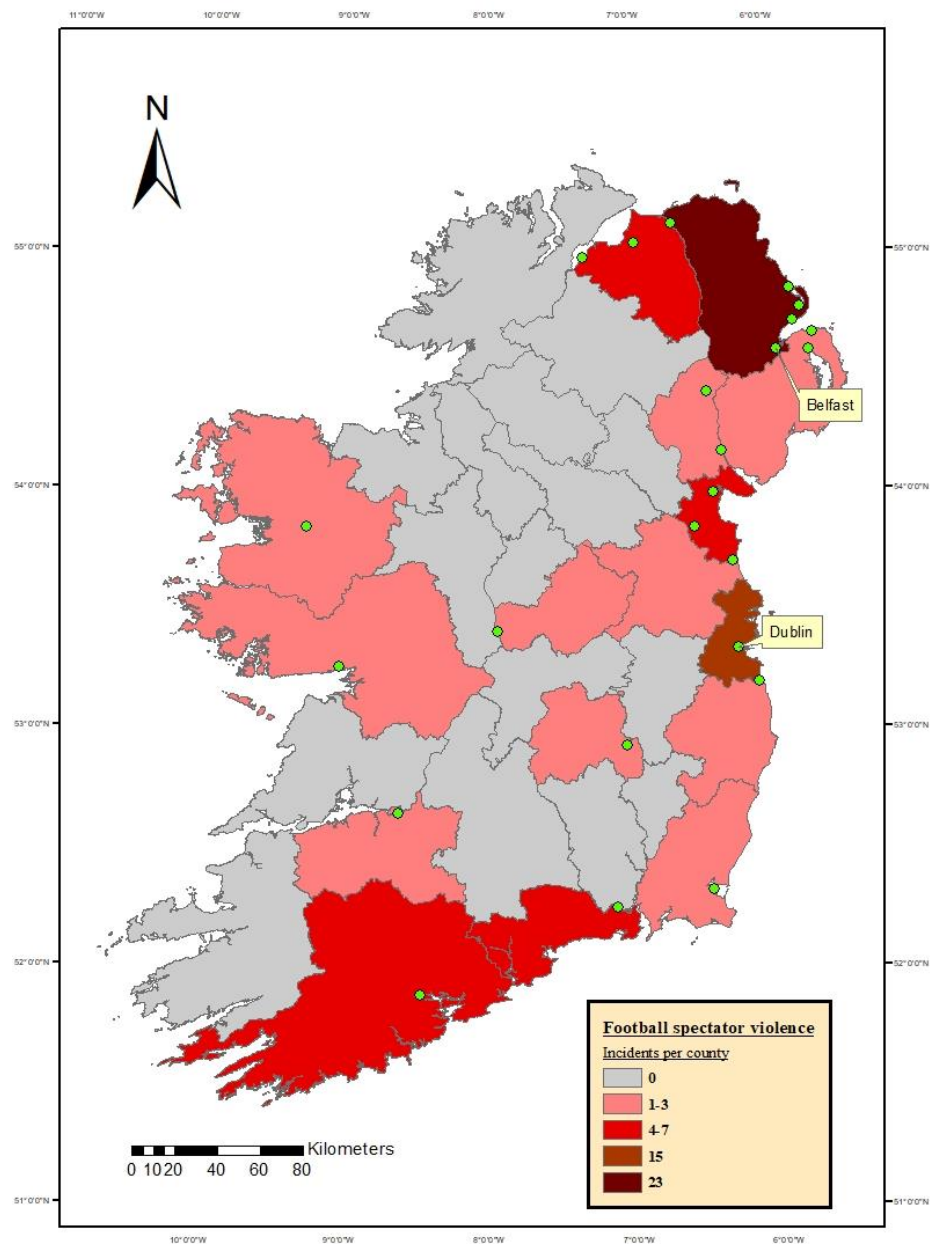 11°0'0"W 10°0'0"W 9°0'0"W 8°0'0"W 7°0'0"W 6°0'0"W
N
55°0'0"N 55°0'0"N
Belfast
54°0'0"N 54°0'0"N
Dublin
53°0'0"N 53°0'0"N
52°0'0"N 52°0'0"N
Football spectator violence
Incidents per county
0
1-3
4-7
15
23
Kilometers
0 10 20 40 60 80
51°0'0"N 51°0'0"N
10°0'0"W 9°0'0"W 8°0'0"W 7°0'0"W 6°0'0"W